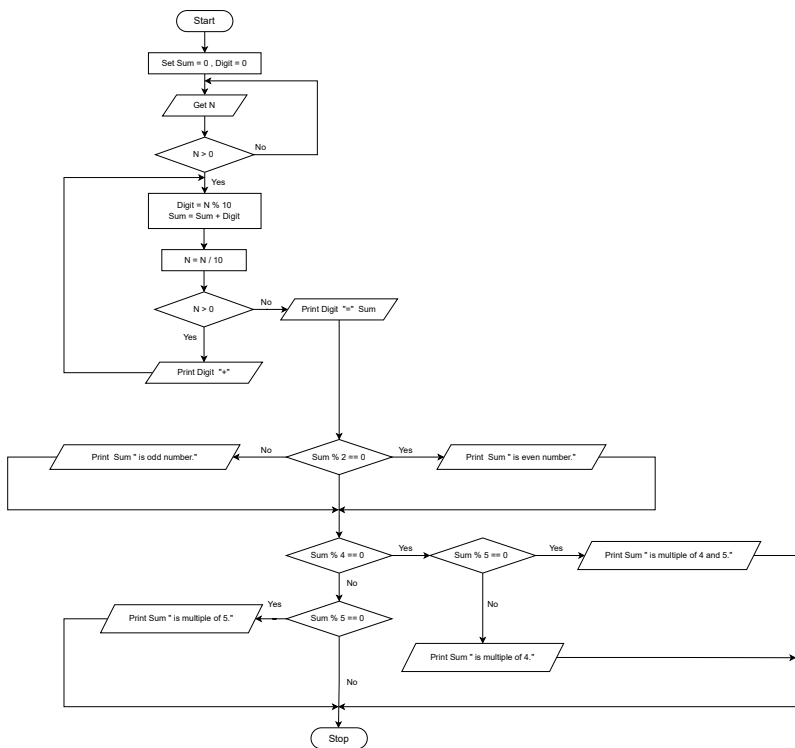 Start
Set Sum = 0 , Digit = 0
Get N
N > 0
No
Yes
Digit = N % 10
Sum = Sum + Digit
N = N / 10
N > 0
No
Print Digit "=" Sum
Yes
Print Digit "+"
Print Sum " is odd number."
No
Sum % 2 == 0
Yes
Print Sum " is even number."
Sum % 4 == 0
Yes
Sum % 5 == 0
Yes
Print Sum " is multiple of 4 and 5."
No
No
Print Sum " is multiple of 5."
Yes
Sum % 5 == 0
Print Sum " is multiple of 4."
No
Stop